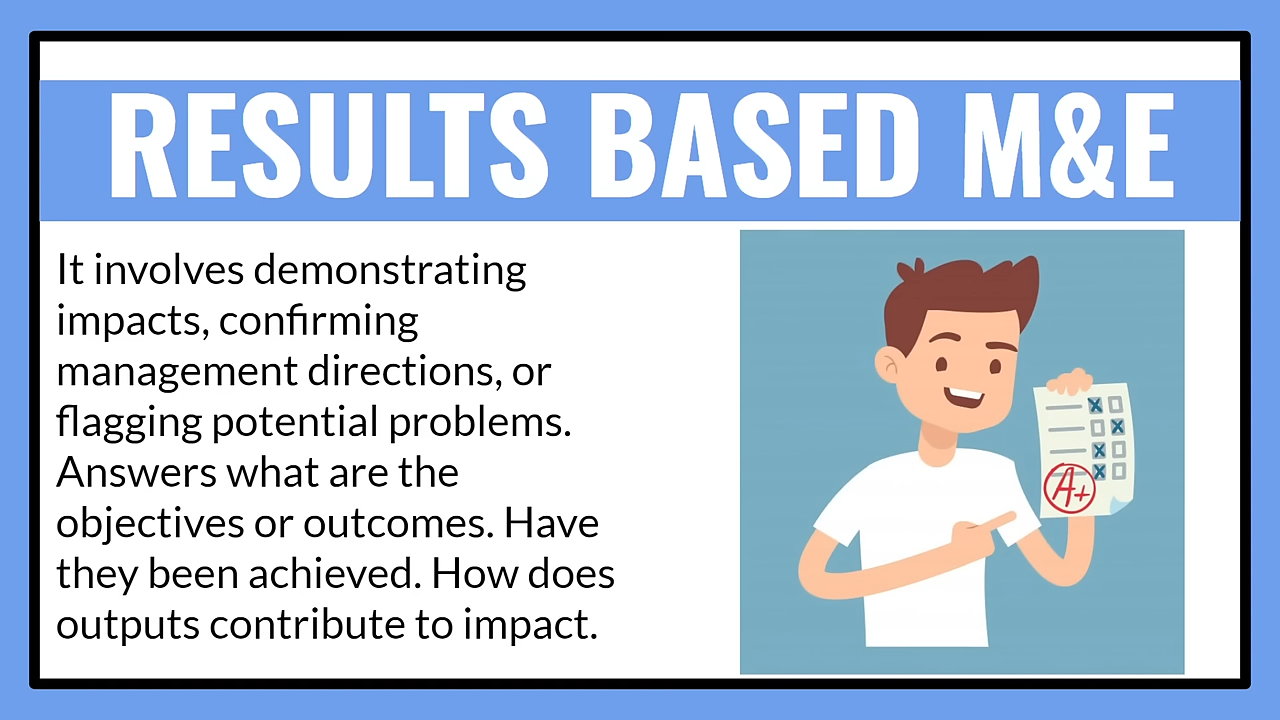 RESULTS BASED M&E
It involves demonstrating
impacts, confirming
management directions, or
flagging potential problems.
Answers what are the
objectives or outcomes. Have
they been achieved. How does
outputs contribute to impact.
A+